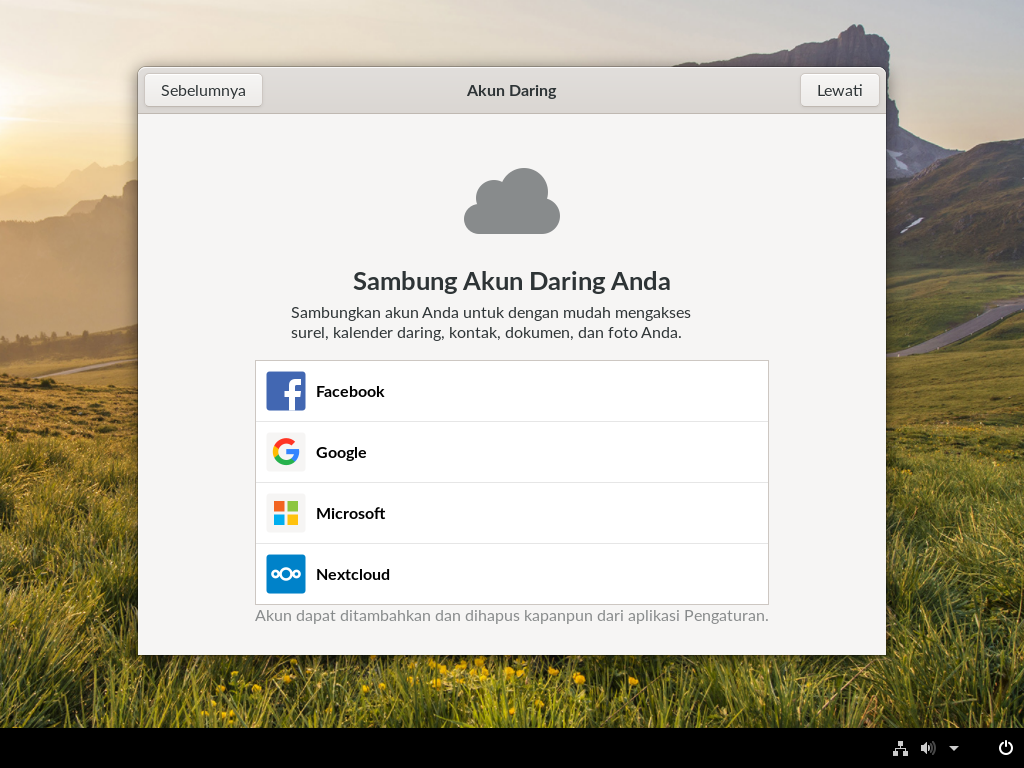 Sebelumnya
Akun Daring
Lewati
Sambung Akun Daring Anda
Sambungkan akun Anda untuk dengan mudah mengakses
surel, kalender daring, kontak, dokumen, dan foto Anda.
Facebook
Google
Microsoft
Nextcloud
Akun dapat ditambahkan dan dihapus kapanpun dari aplikasi Pengaturan.